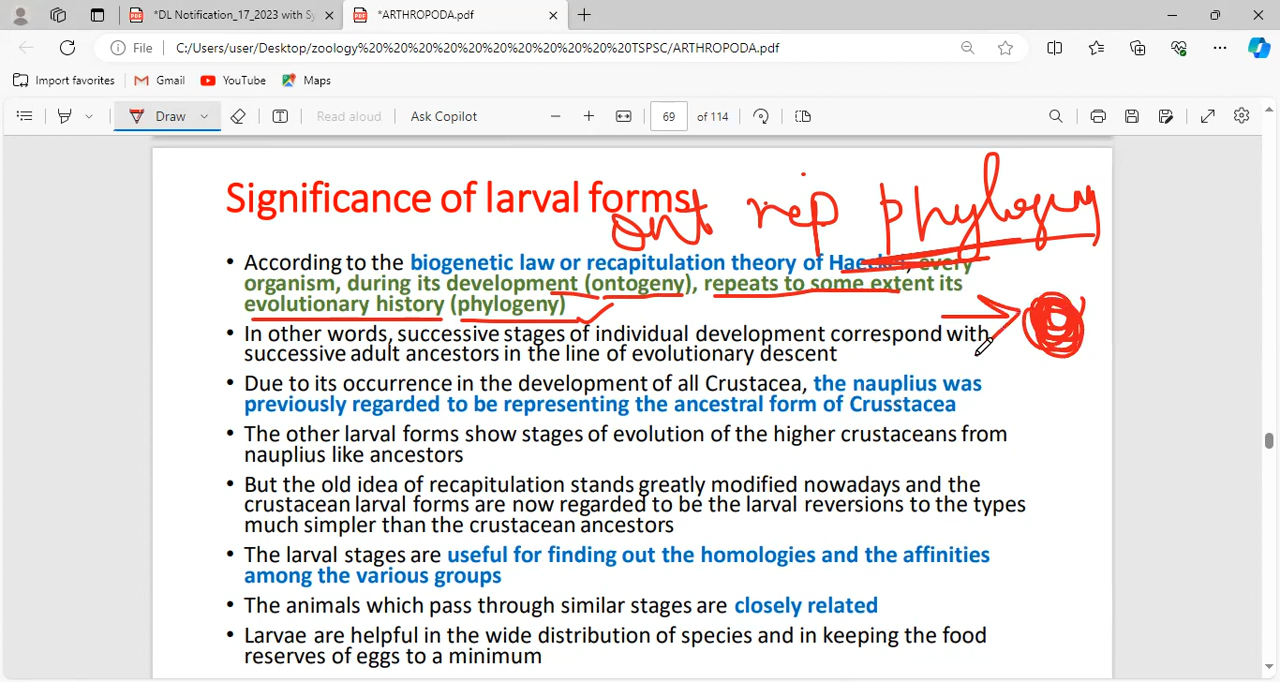 *DL Notification_17_2023 with Sy
*ARTHROPODA.pdf
File
C:/Users/user/Desktop/zoology%20%20%20%20%20%20%20%20%20%20TSPSC/ARTHROPODA.pdf
Import favorites
Gmail
YouTube
Maps
Draw
Read aloud
Ask Copilot
69
of 114
Significance of larval forms
ont rep phylogeny
• According to the biogenetic law or recapitulation theory of Haeckel, every
organism, during its development (ontogeny), repeats to some extent its
evolutionary history (phylogeny)
• In other words, successive stages of individual development correspond with
successive adult ancestors in the line of evolutionary descent
• Due to its occurrence in the development of all Crustacea, the nauplius was
previously regarded to be representing the ancestral form of Crusstacea
• The other larval forms show stages of evolution of the higher crustaceans from
nauplius like ancestors
• But the old idea of recapitulation stands greatly modified nowadays and the
crustacean larval forms are now regarded to be the larval reversions to the types
much simpler than the crustacean ancestors
• The larval stages are useful for finding out the homologies and the affinities
among the various groups
• The animals which pass through similar stages are closely related
• Larvae are helpful in the wide distribution of species and in keeping the food
reserves of eggs to a minimum